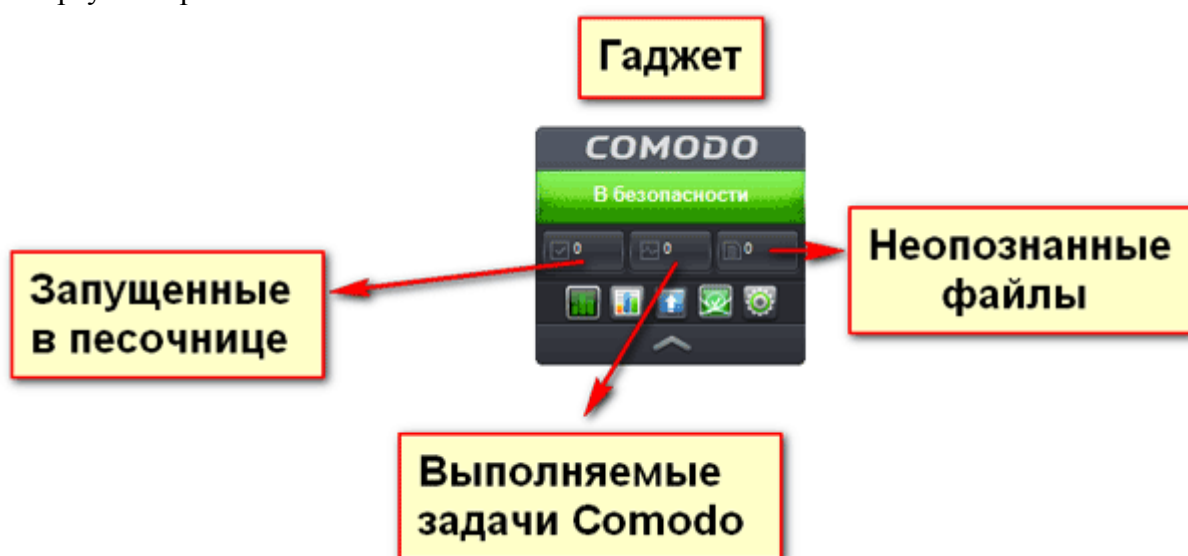 Гаджет
COMODO
В безопасности
0 0 0
Неопознанные
файлы
Запущенные
в песочнице
Выполняемые
задачи Comodo